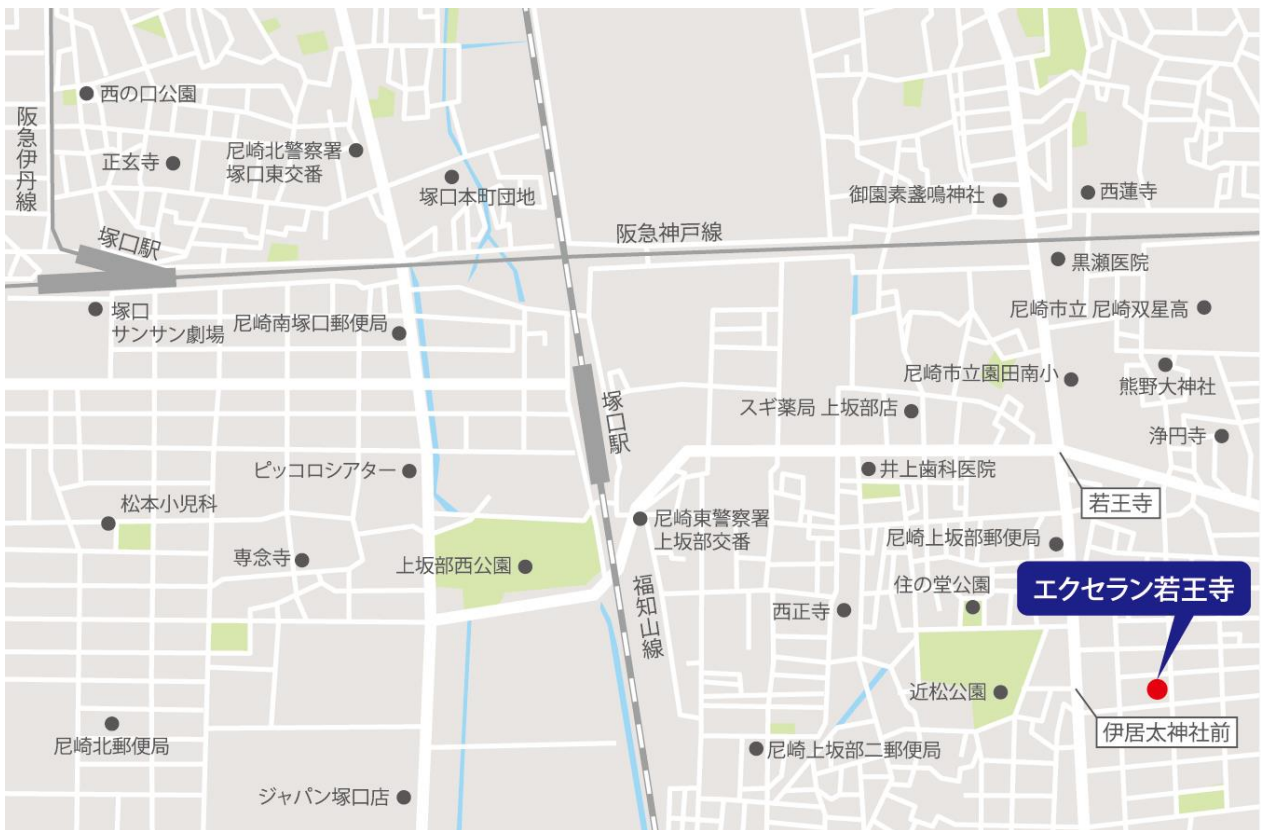 西の口公園
阪急伊丹線
正玄寺
尼崎北警察署
塚口東交番
塚口本町団地
御園素盞鳴神社
西蓮寺
塚口駅
阪急神戸線
黒瀬医院
塚口
サンサン劇場
尼崎南塚口郵便局
尼崎市立 尼崎双星高
尼崎市立園田南小
熊野大神社
スギ薬局 上坂部店
塚口駅
浄円寺
ピッコロシアター
井上歯科医院
松本小児科
若王寺
尼崎東警察署
上坂部交番
尼崎上坂部郵便局
専念寺
上坂部西公園
福知山線
住の堂公園
エクセラン若王寺
西正寺
近松公園
伊居太神社前
尼崎北郵便局
尼崎上坂部二郵便局
ジャパン塚口店